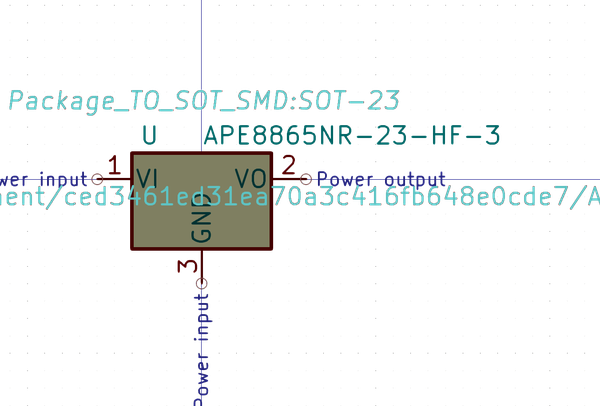 Package_TO_SOT_SMD:SOT-23
U APE8865NR-23-HF-3
wer input 1 VI VO 2 Power output
ment/ced3461ed31ea70a3c416fb648e0cde7/A
GND
3
Power input